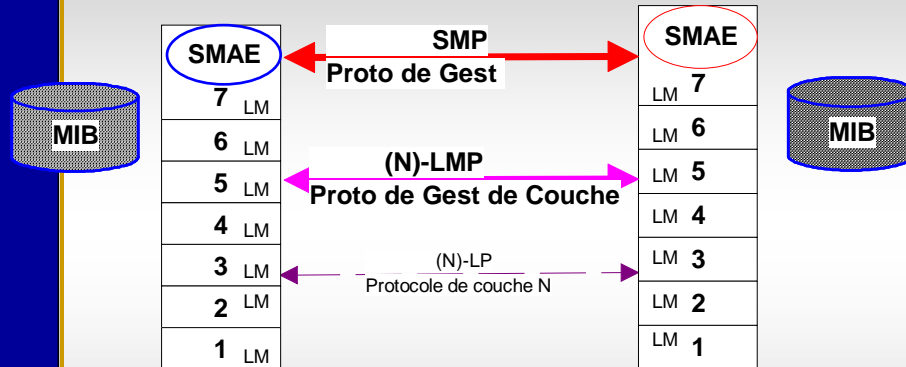 SMAE SMP SMAE
Proto de Gest
7 LM LM 7
MIB 6 LM LM 6 MIB
(N)-LMP
5 LM LM 5
Proto de Gest de Couche
4 LM LM 4
(N)-LP
3 LM LM 3
Protocole de couche N
2 LM LM 2
1 LM LM 1